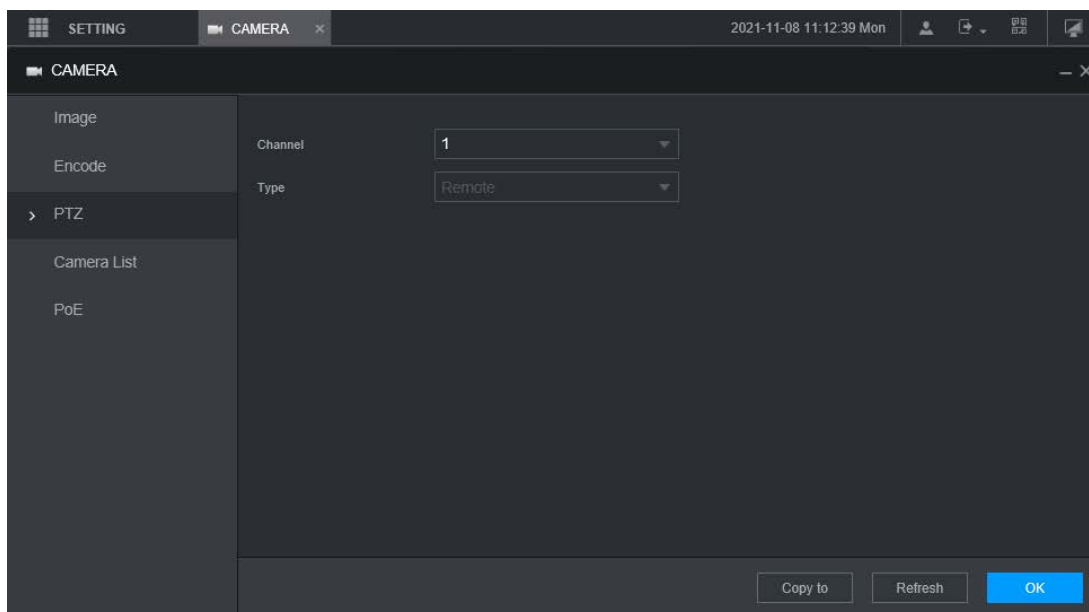 SETTING CAMERA × 2021-11-08 11:12:39 Mon
CAMERA
Image
Encode
PTZ
Camera List
PoE
Channel 1
Type Remote
Copy to Refresh OK